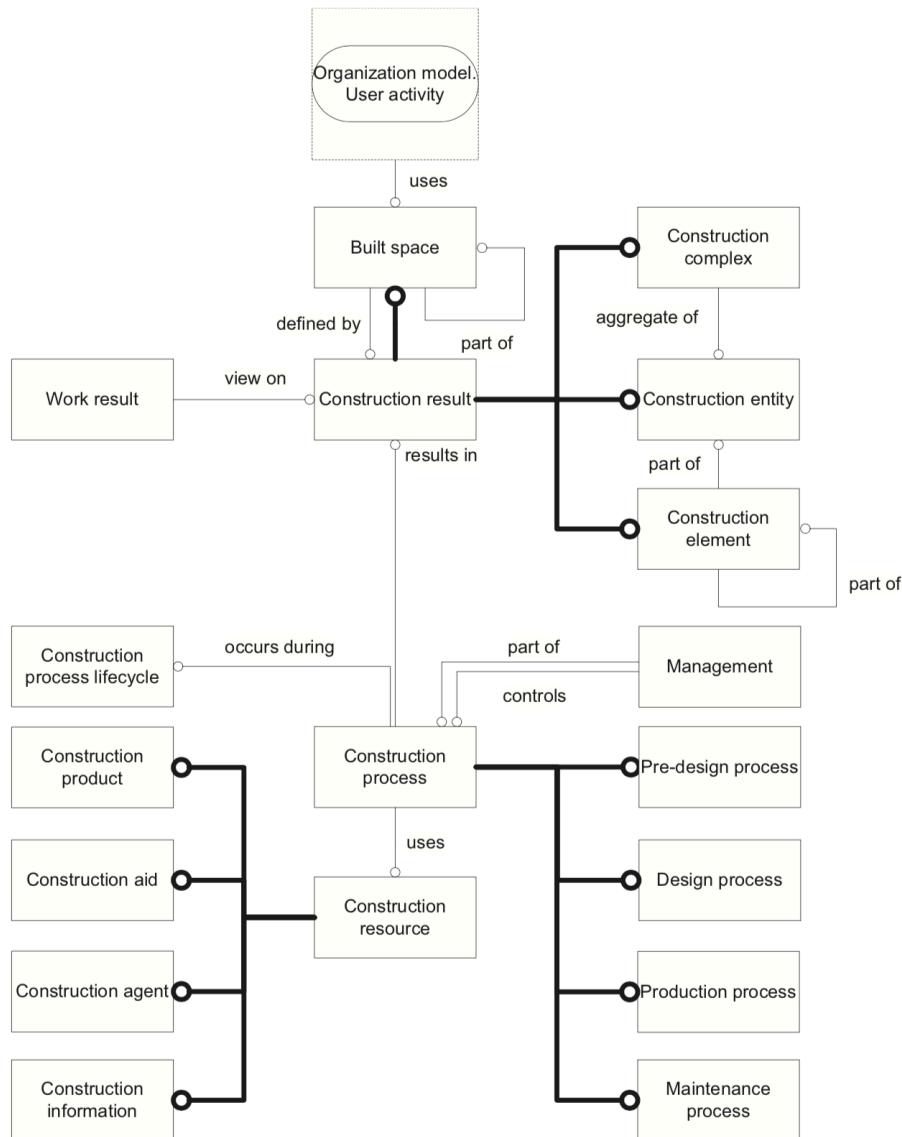 Organization model.
User activity
uses
Built space
Construction
complex
defined by
part of
aggregate of
Work result
view on
Construction result
Construction entity
results in
part of
Construction
element
part of
Construction
process lifecycle
occurs during
part of
controls
Management
Construction
product
Construction
process
Pre-design process
uses
Construction aid
Construction
resource
Design process
Construction agent
Production process
Construction
information
Maintenance
process